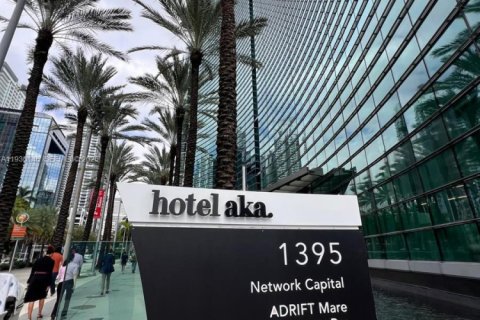 hotel aka.
1395
Network Capital
ADRIFT Mare